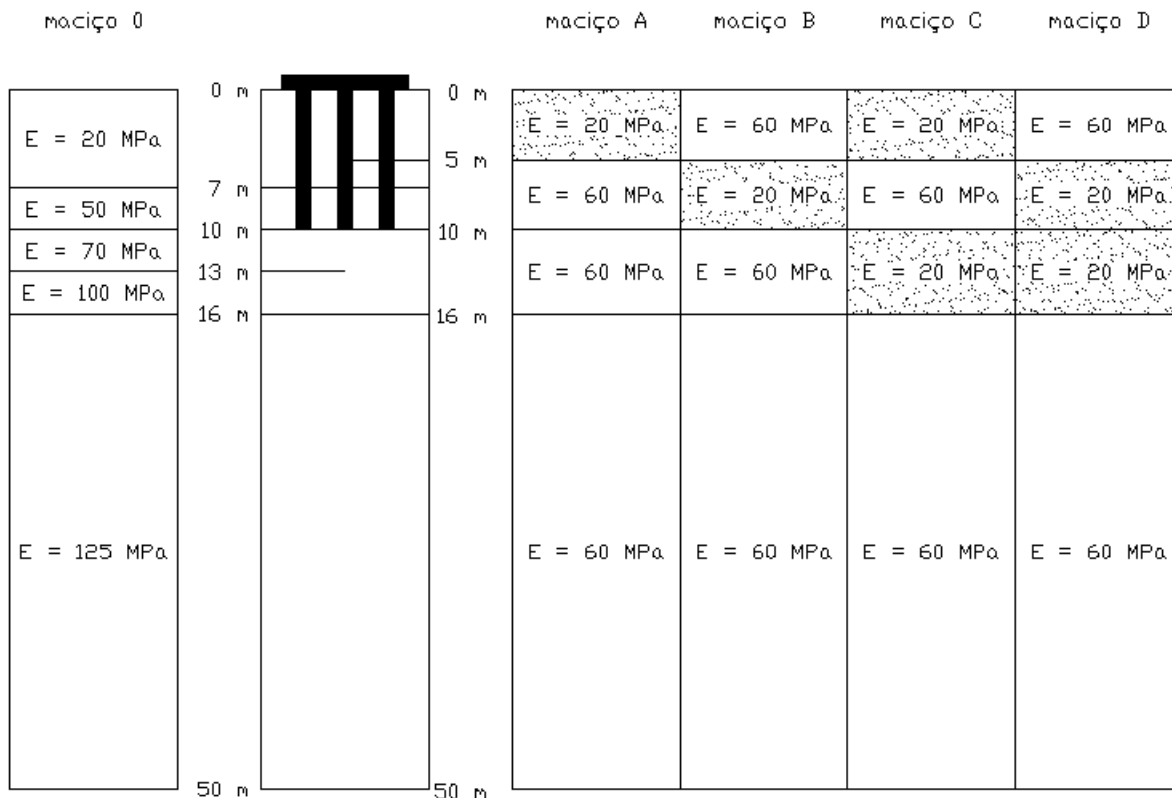 maciço 0
maciço A
maciço B
maciço C
maciço D
0 m
0 m
E = 20 MPa
E = 20 MPa
E = 60 MPa
E = 20 MPa
E = 60 MPa
5 m
7 m
E = 50 MPa
E = 60 MPa
E = 20 MPa
E = 60 MPa
E = 20 MPa
10 m
10 m
E = 70 MPa
13 m
E = 60 MPa
E = 60 MPa
E = 20 MPa
E = 20 MPa
E = 100 MPa
16 m
16 m
E = 125 MPa
E = 60 MPa
E = 60 MPa
E = 60 MPa
E = 60 MPa
50 m
50 m